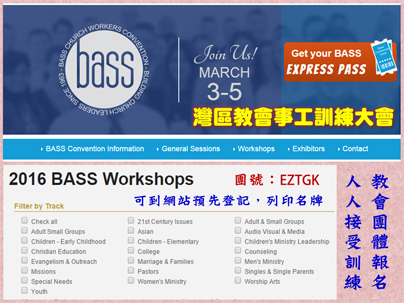 BASS CHURCH WORKERS CONVENTION · BUILDING CHURCH LEADERS SINCE 1963 ·
bass
Join Us!
MARCH
3-5
Get your BASS
EXPRESS PASS
灣區教會事工訓練大會
BASS Convention Information
General Sessions
Workshops
Exhibitors
Contact
2016 BASS Workshops
團號：EZTGK
可到網站預先登記，列印名牌
Filter by Track
Check all
Adult Small Groups
Children - Early Childhood
Christian Education
Evangelism & Outreach
Missions
Special Needs
Youth
21st Century Issues
Asian
Children - Elementary
College
Marriage & Families
Pastors
Women's Ministry
Adult & Small Groups
Audio Visual & Media
Children's Ministry Leadership
Counseling
Men's Ministry
Singles & Single Parents
Worship Arts
教會團體報名
人人接受訓練